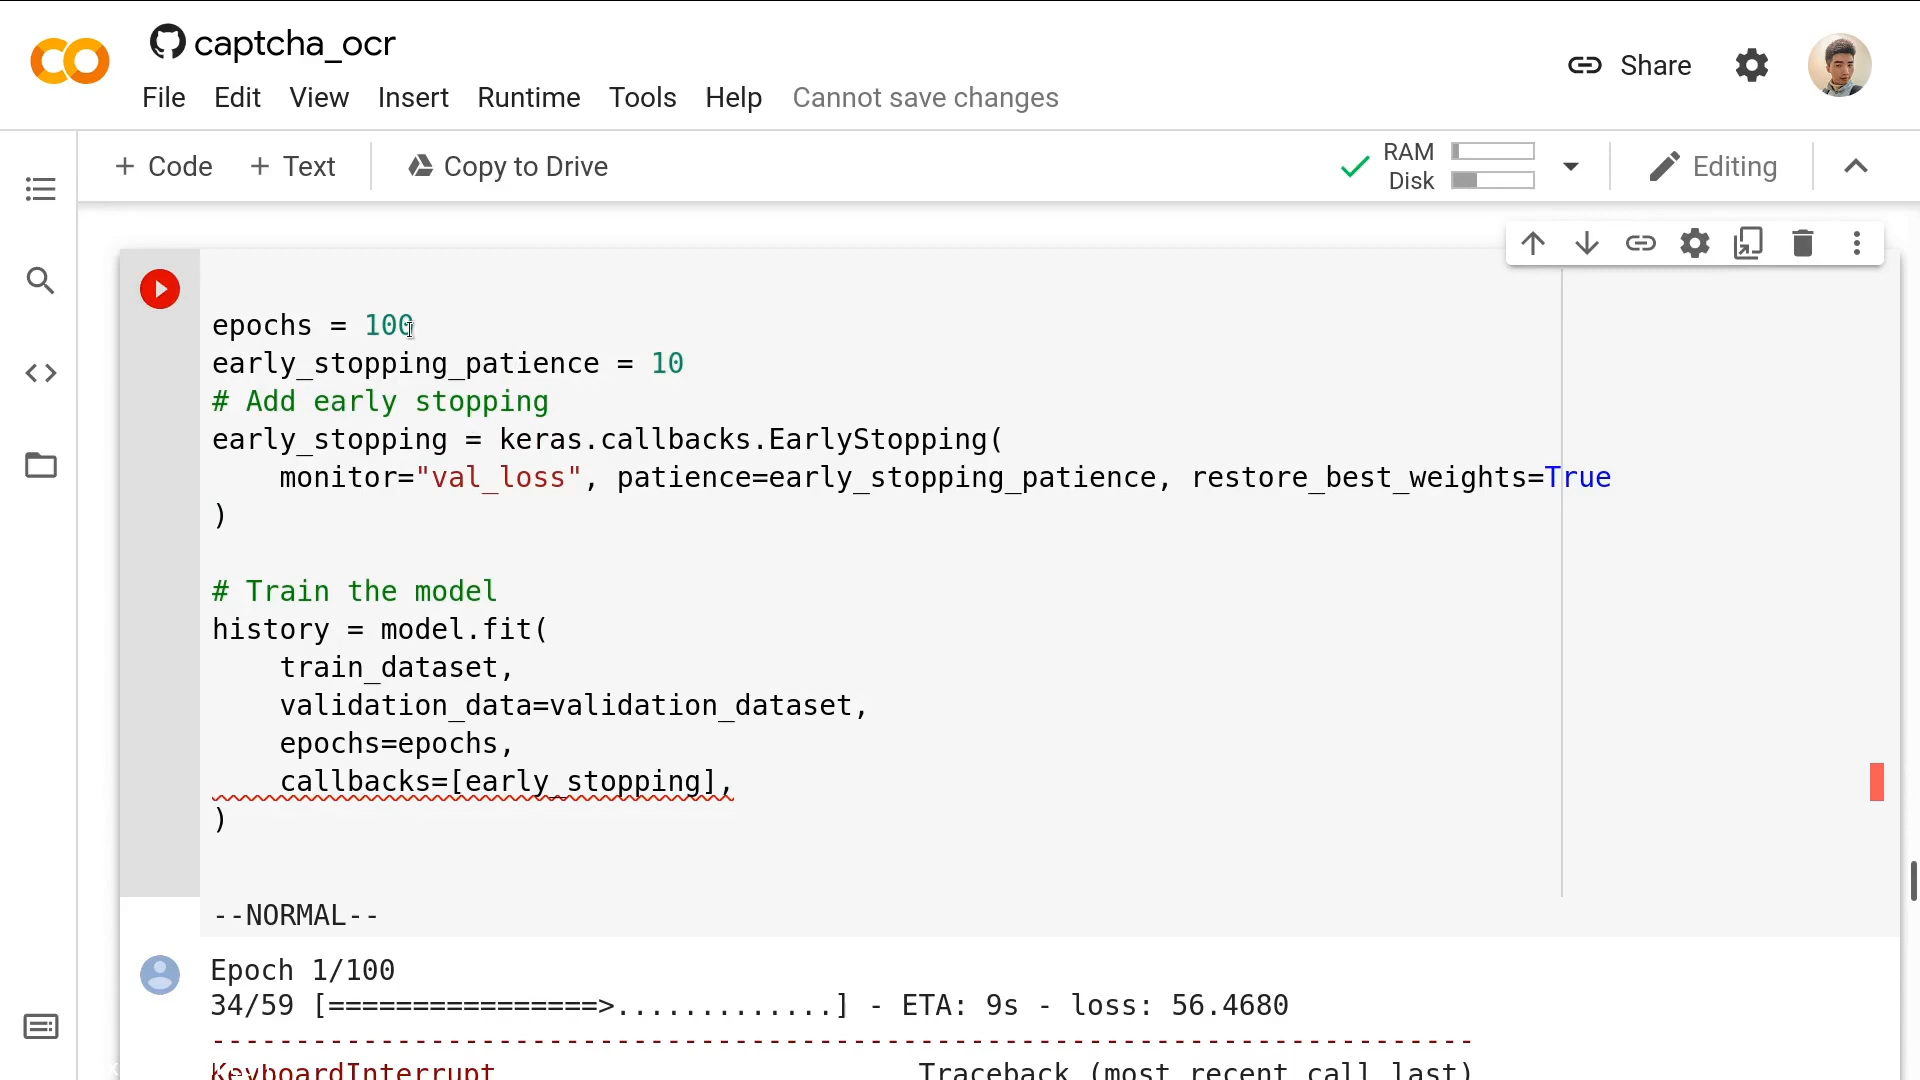 captcha_ocr
File Edit View Insert Runtime Tools Help Cannot save changes
Share
+ Code + Text Copy to Drive
RAM
Disk
Editing
epochs = 100
early_stopping_patience = 10
# Add early stopping
early_stopping = keras.callbacks.EarlyStopping(
    monitor="val_loss", patience=early_stopping_patience, restore_best_weights=True
)
# Train the model
history = model.fit(
    train_dataset,
    validation_data=validation_dataset,
    epochs=epochs,
    callbacks=[early_stopping],
)
--NORMAL--
Epoch 1/100
34/59 [================>.............] - ETA: 9s - loss: 56.4680
---------------------------------------------------------------------------
KeyboardInterrupt Traceback (most recent call last)